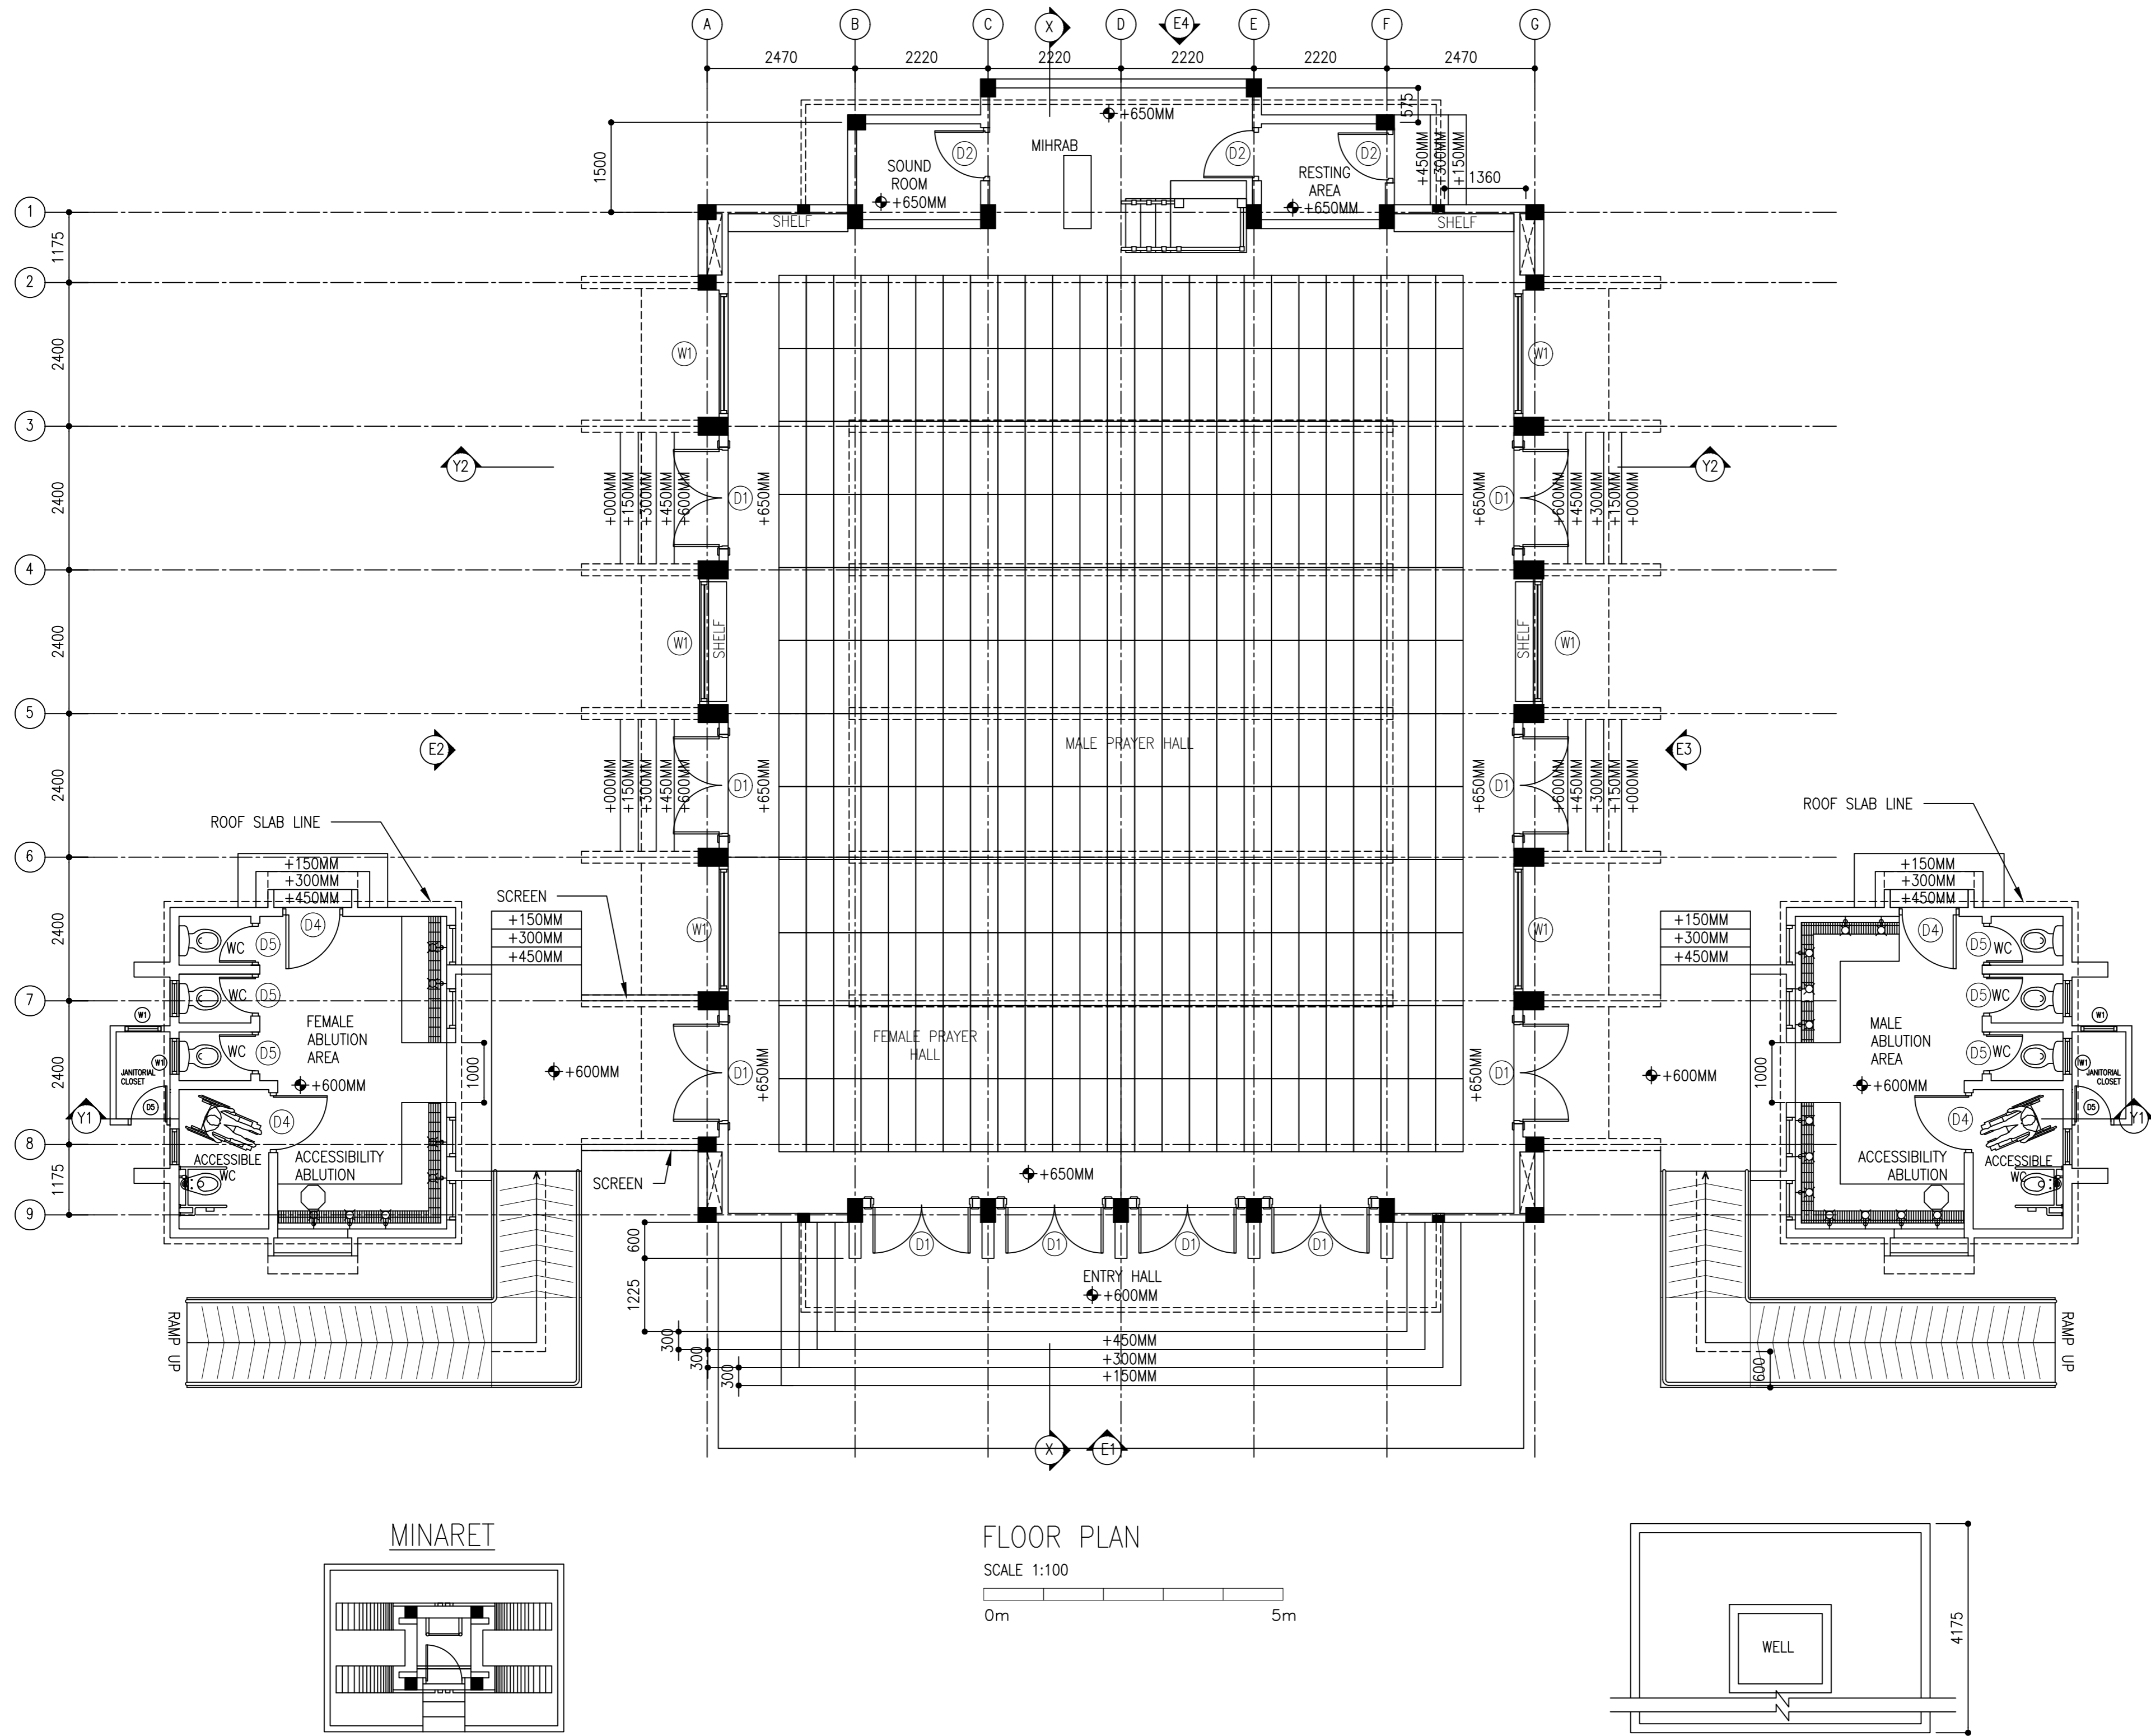 A B C X D E4 E F G
2470 2220 2220 2220 2220 2470
575
+650MM
MIHRAB
D2 D2 D2
SOUND
ROOM
+650MM
RESTING
AREA
+650MM
+450MM
+300MM
+150MM
1360
1500
SHELF SHELF
1
1175
2
2400
W1 W1
3
Y2 Y2
2400
+000MM
+150MM
+300MM
+450MM
+600MM
D1
+650MM
+650MM
D1
+600MM
+450MM
+300MM
+150MM
+000MM
4
2400
W1 SHELF SHELF W1
5
E2 MALE PRAYER HALL E3
2400
+000MM
+150MM
+300MM
+450MM
+600MM
D1
+650MM
+650MM
D1
+600MM
+450MM
+300MM
+150MM
+000MM
6
2400
ROOF SLAB LINE ROOF SLAB LINE
+150MM
+300MM
+450MM
SCREEN
+150MM
+300MM
+450MM
W1 W1
+150MM
+300MM
+450MM
+150MM
+300MM
+450MM
D4
WC D5
WC D5
WC D5
FEMALE
ABLUTION
AREA
+600MM
W1
W1
JANITORIAL
CLOSET
D5
Y1
D4
ACCESSIBLE
WC
ACCESSIBILITY
ABLUTION
1000
+600MM
7
2400
8
1175
9
FEMALE PRAYER
HALL
D1
+650MM
+650MM
D1
+600MM
D4
D5 WC
D5 WC
D5 WC
MALE
ABLUTION
AREA
+600MM
1000
W1
W1
JANITORIAL
CLOSET
D5
Y1
D4
ACCESSIBILITY
ABLUTION
ACCESSIBLE
WC
SCREEN
+650MM
D1 D1 D1 D1
600
1225
ENTRY HALL
+600MM
300
300
300
+450MM
+300MM
+150MM
RAMP UP
RAMP UP
600
X E1
MINARET
FLOOR PLAN
SCALE 1:100
0m 5m
WELL
4175